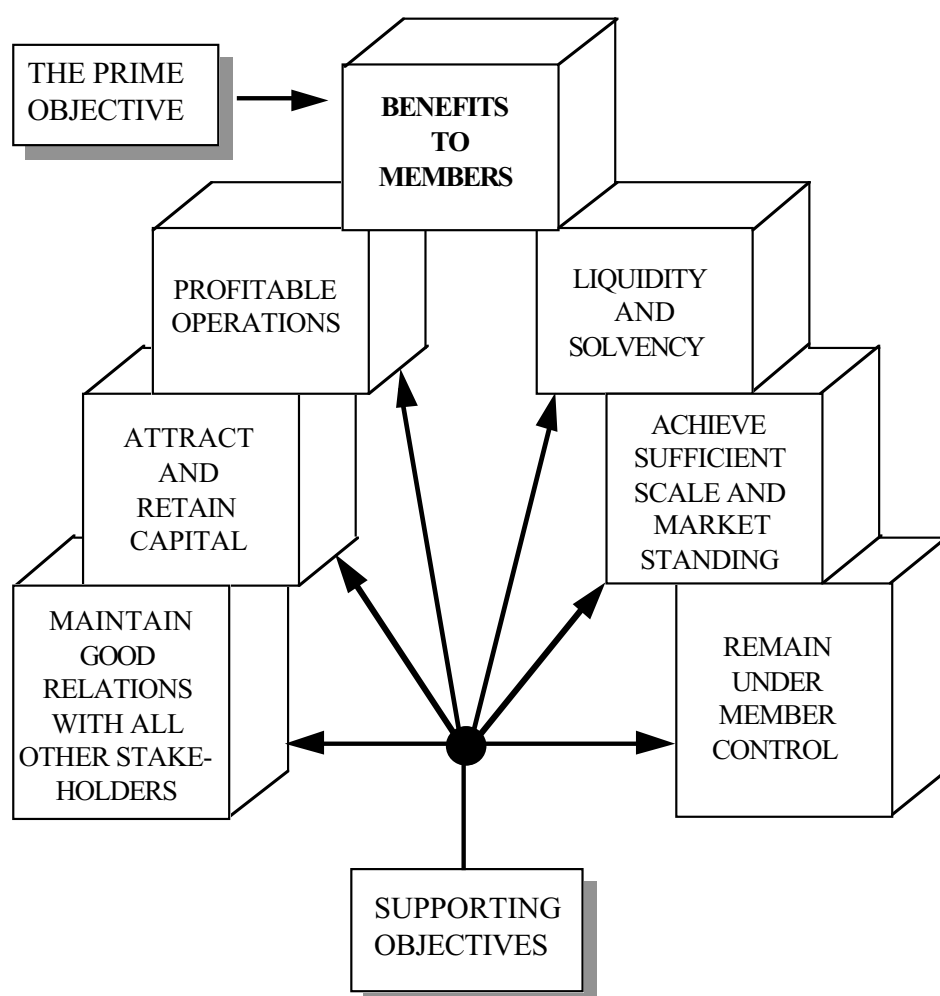 THE PRIME
OBJECTIVE
BENEFITS
TO
MEMBERS
PROFITABLE
OPERATIONS
LIQUIDITY
AND
SOLVENCY
ATTRACT
AND
RETAIN
CAPITAL
ACHIEVE
SUFFICIENT
SCALE AND
MARKET
STANDING
MAINTAIN
GOOD
RELATIONS
WITH ALL
OTHER STAKE-
HOLDERS
REMAIN
UNDER
MEMBER
CONTROL
SUPPORTING
OBJECTIVES